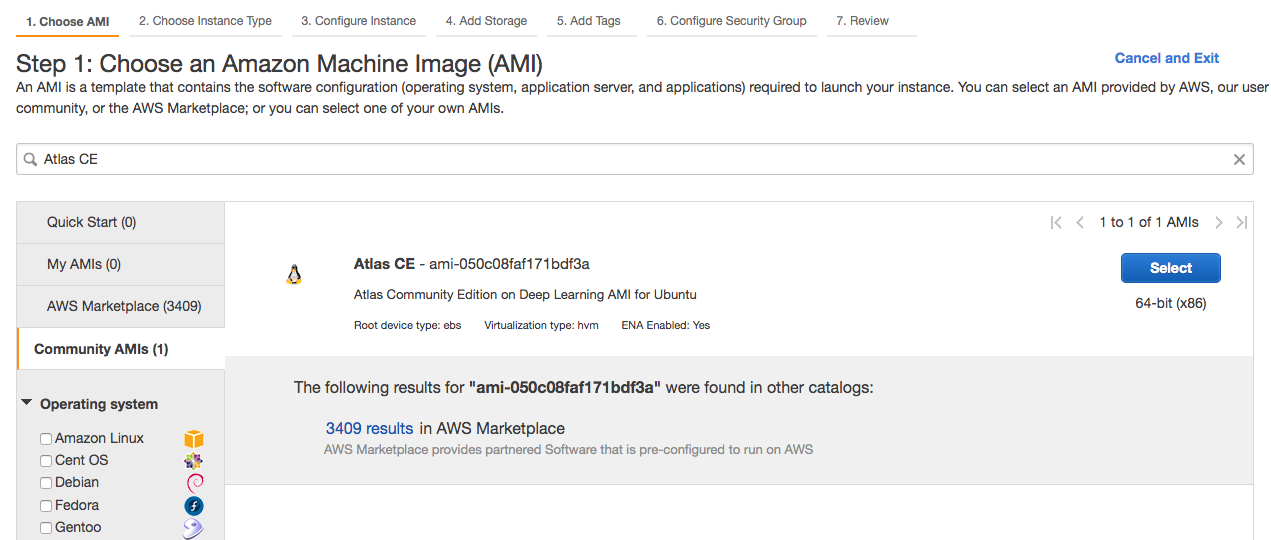 1. Choose AMI 2. Choose Instance Type 3. Configure Instance 4. Add Storage 5. Add Tags 6. Configure Security Group 7. Review
Step 1: Choose an Amazon Machine Image (AMI)
Cancel and Exit
An AMI is a template that contains the software configuration (operating system, application server, and applications) required to launch your instance. You can select an AMI provided by AWS, our user
community, or the AWS Marketplace; or you can select one of your own AMIs.
Atlas CE
Quick Start (0)
My AMIs (0)
AWS Marketplace (3409)
Community AMIs (1)
Operating system
Amazon Linux
Cent OS
Debian
Fedora
Gentoo
1 to 1 of 1 AMIs
Atlas CE - ami-050c08faf171bdf3a
Select
Atlas Community Edition on Deep Learning AMI for Ubuntu
64-bit (x86)
Root device type: ebs Virtualization type: hvm ENA Enabled: Yes
The following results for "ami-050c08faf171bdf3a" were found in other catalogs:
3409 results in AWS Marketplace
AWS Marketplace provides partnered Software that is pre-configured to run on AWS